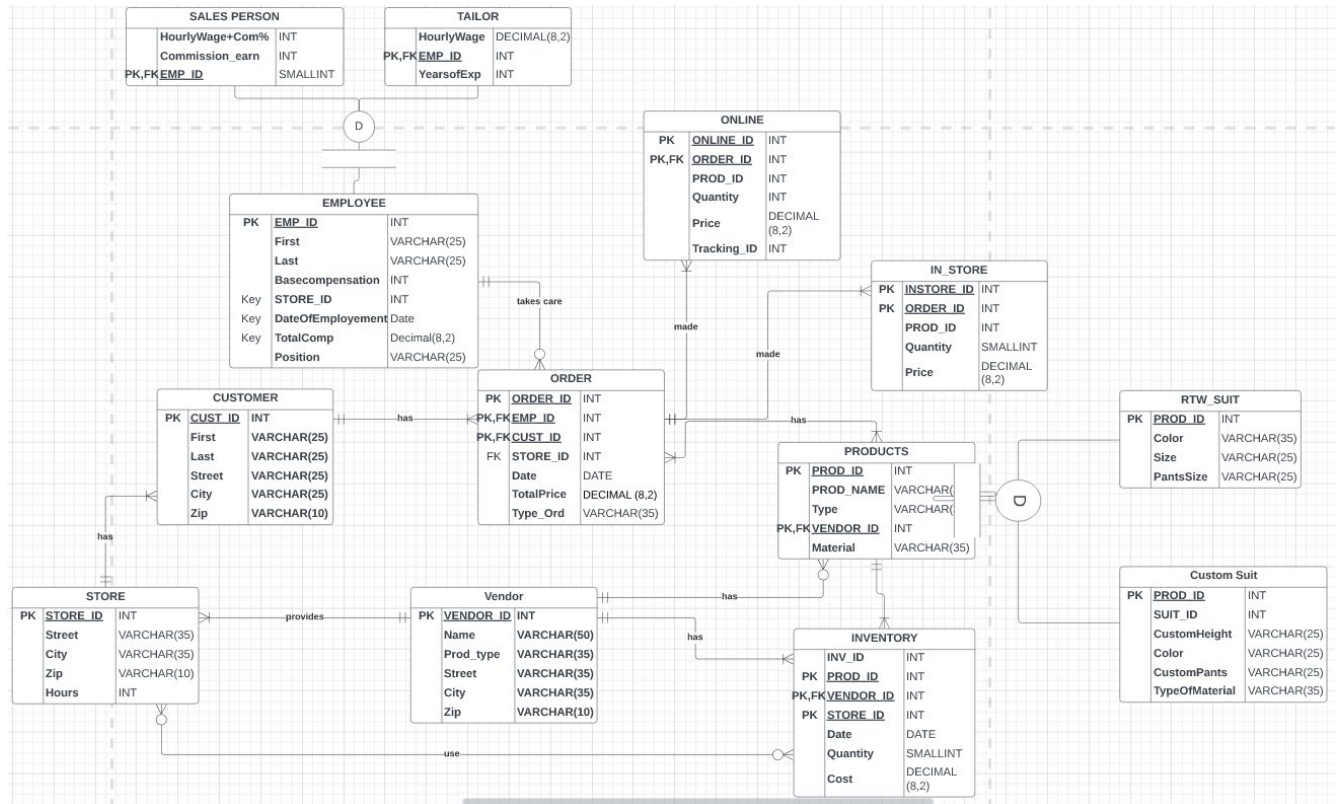 SALES PERSON
HourlyWage+Com% INT
Commission_earn INT
PK,FK EMP_ID SMALLINT
TAILOR
HourlyWage DECIMAL(8,2)
PK,FK EMP_ID INT
YearsofExp INT
D
ONLINE
PK ONLINE_ID INT
PK,FK ORDER_ID INT
PROD_ID INT
Quantity INT
Price DECIMAL
(8,2)
Tracking_ID INT
EMPLOYEE
PK EMP_ID INT
First VARCHAR(25)
Last VARCHAR(25)
Basecompensation INT
Key STORE_ID INT
Key DateOfEmployement Date
Key TotalComp Decimal(8,2)
Position VARCHAR(25)
takes care
made
made
IN_STORE
PK INSTORE_ID INT
PK ORDER_ID INT
PROD_ID INT
Quantity SMALLINT
Price DECIMAL
(8,2)
CUSTOMER
PK CUST_ID INT
First VARCHAR(25)
Last VARCHAR(25)
Street VARCHAR(25)
City VARCHAR(25)
Zip VARCHAR(10)
has
ORDER
PK ORDER_ID INT
PK,FK EMP_ID INT
PK,FK CUST_ID INT
FK STORE_ID INT
Date DATE
TotalPrice DECIMAL (8,2)
Type_Ord VARCHAR(35)
has
PRODUCTS
PK PROD_ID INT
PROD_NAME VARCHAR(
Type VARCHAR(
PK,FK VENDOR_ID INT
Material VARCHAR(35)
D
RTW_SUIT
PK PROD_ID INT
Color VARCHAR(35)
Size VARCHAR(25)
PantsSize VARCHAR(25)
Custom Suit
PK PROD_ID INT
SUIT_ID INT
CustomHeight VARCHAR(25)
Color VARCHAR(25)
CustomPants VARCHAR(25)
TypeOfMaterial VARCHAR(35)
has
STORE
PK STORE_ID INT
Street VARCHAR(35)
City VARCHAR(35)
Zip VARCHAR(10)
Hours INT
provides
Vendor
PK VENDOR_ID INT
Name VARCHAR(50)
Prod_type VARCHAR(35)
Street VARCHAR(35)
City VARCHAR(35)
Zip VARCHAR(10)
has
has
INVENTORY
INV_ID INT
PK PROD_ID INT
PK,FK VENDOR_ID INT
PK STORE_ID INT
Date DATE
Quantity SMALLINT
Cost DECIMAL
(8,2)
use